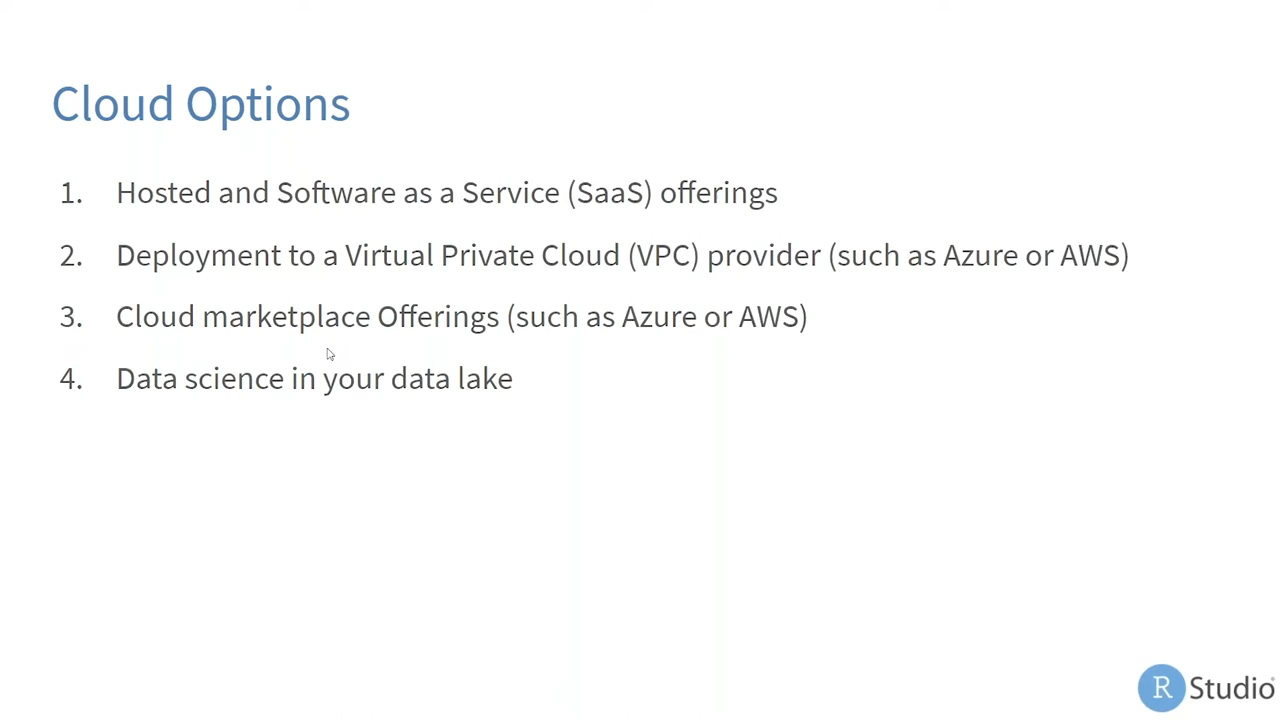 Cloud Options
1. Hosted and Software as a Service (SaaS) offerings
2. Deployment to a Virtual Private Cloud (VPC) provider (such as Azure or AWS)
3. Cloud marketplace Offerings (such as Azure or AWS)
4. Data science in your data lake
R Studio®